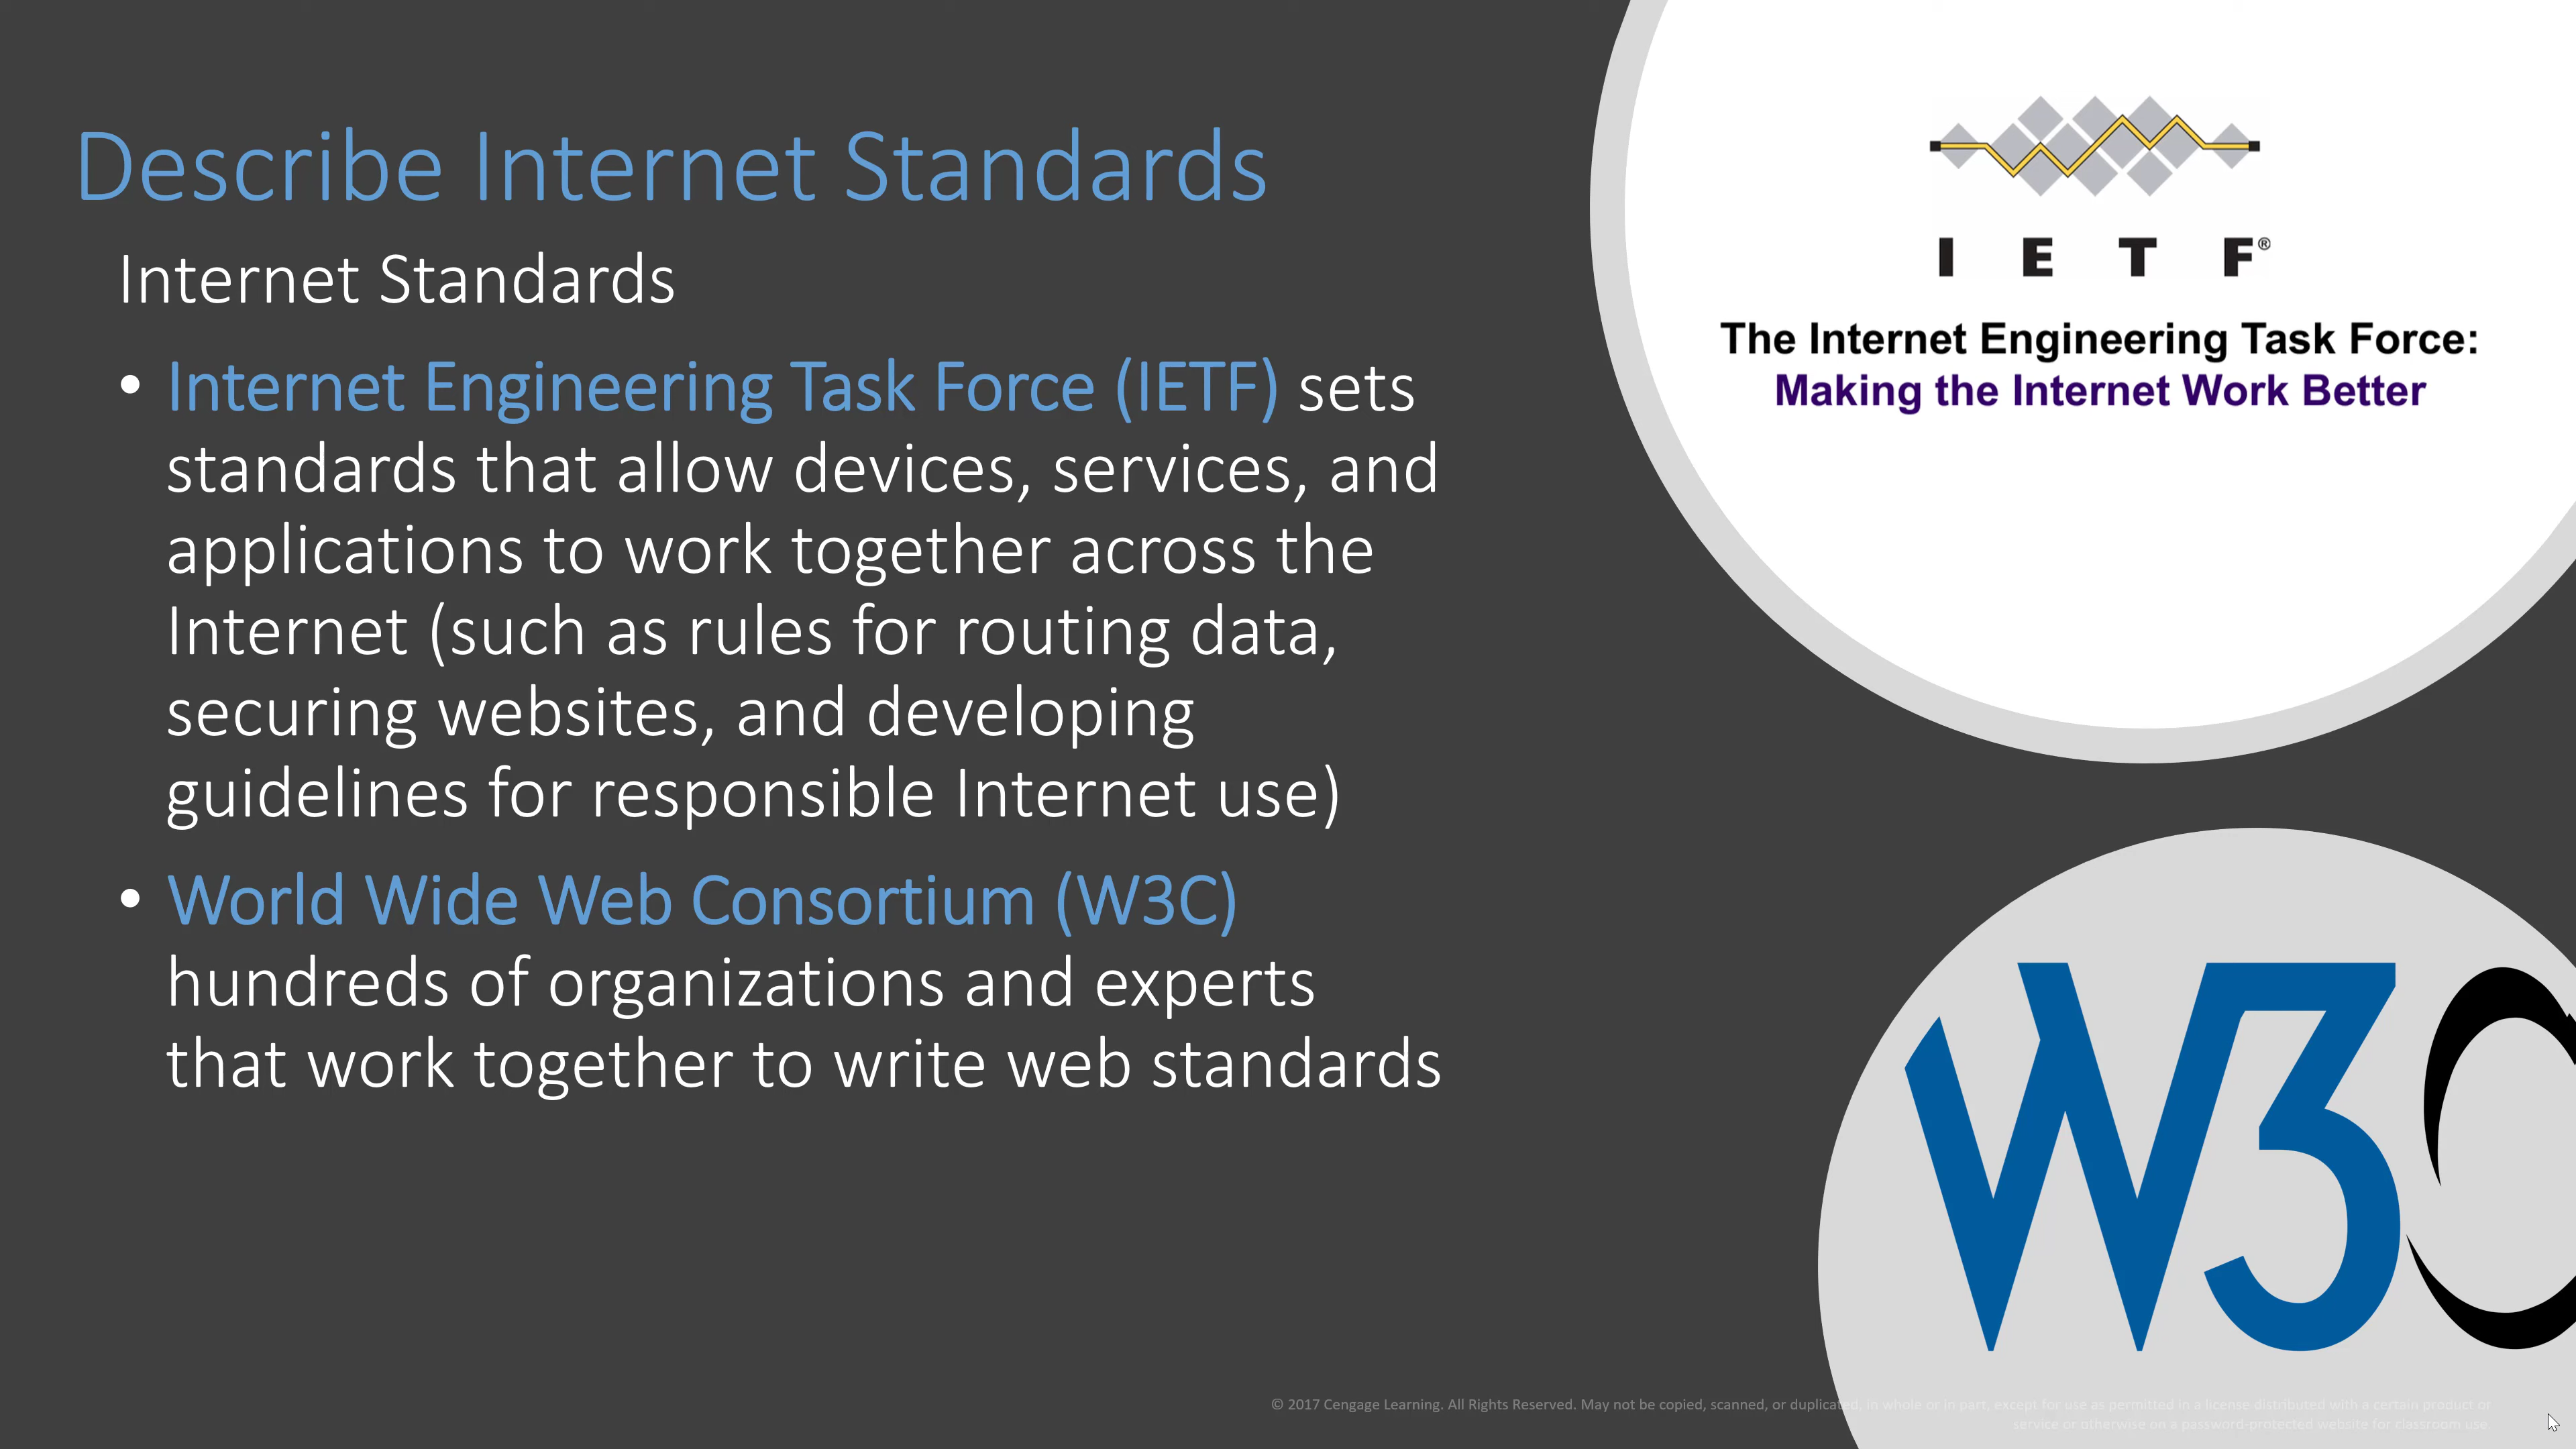 Describe Internet Standards
Internet Standards
• Internet Engineering Task Force (IETF) sets
standards that allow devices, services, and
applications to work together across the
Internet (such as rules for routing data,
securing websites, and developing
guidelines for responsible Internet use)
• World Wide Web Consortium (W3C)
hundreds of organizations and experts
that work together to write web standards
I E T F®
The Internet Engineering Task Force:
Making the Internet Work Better
W3C
© 2017 Cengage Learning. All Rights Reserved. May not be copied, scanned, or duplicated, in whole or in part, except for use as permitted in a license distributed with a certain product or
service or otherwise on a password-protected website for classroom use.